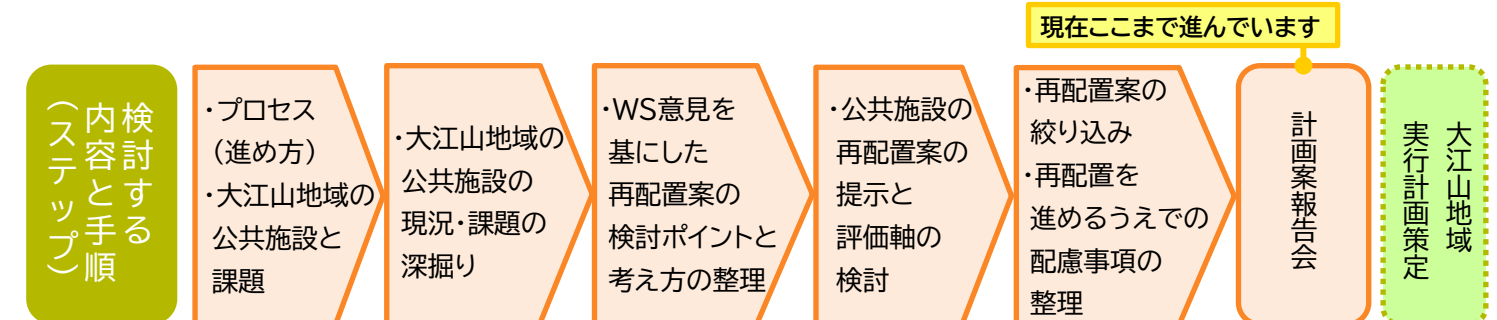 現在ここまで進んでいます
検討する
内容と手順
(ステップ)
・プロセス
(進め方)
・大江山地域の
公共施設と
課題
・大江山地域の
公共施設の
現況・課題の
深掘り
・WS意見を
基にした
再配置案の
検討ポイントと
考え方の整理
・公共施設の
再配置案の
提示と
評価軸の
検討
・再配置案の
絞り込み
・再配置を
進めるうえでの
配慮事項の
整理
計画案報告会
大江山地域
実行計画策定